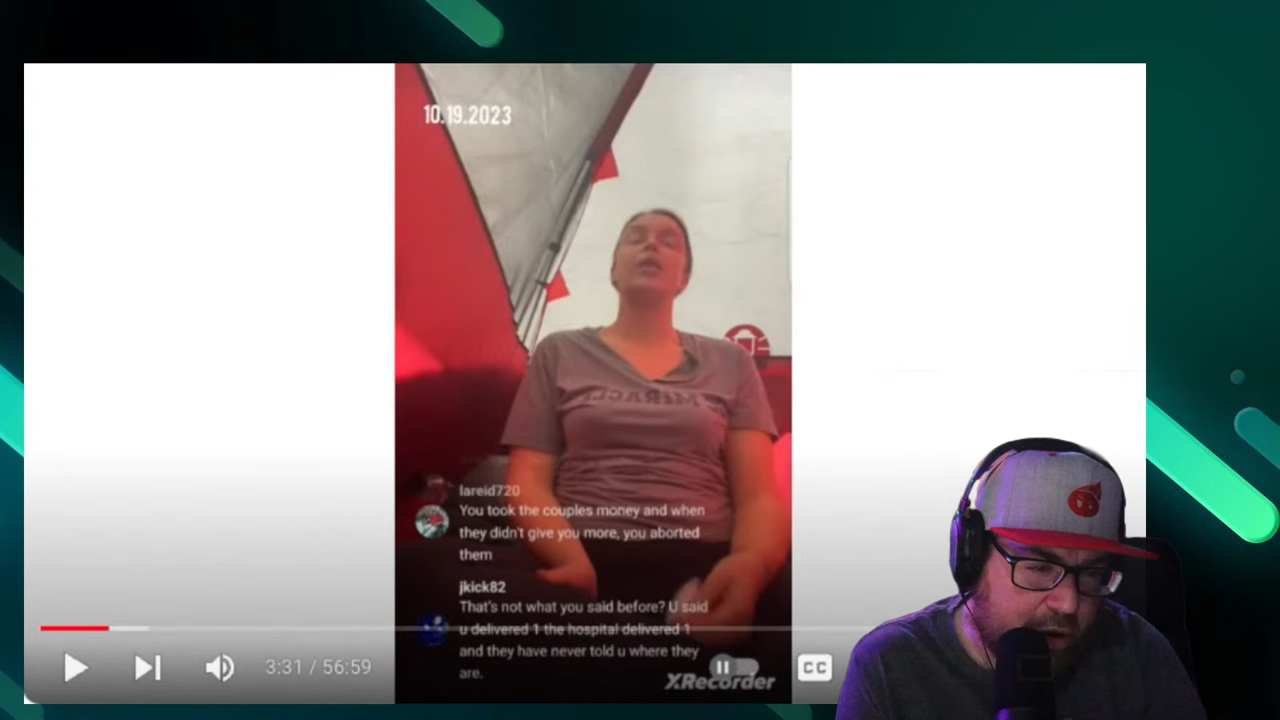 10.19.2023
MIRACLE
lareid720
You took the couples money and when
they didn't give you more, you aborted
them
jkick82
That's not what you said before? U said
u delivered 1 the hospital delivered 1
and they have never told u where they
are.
XRecorder
3:31 / 56:59
CC